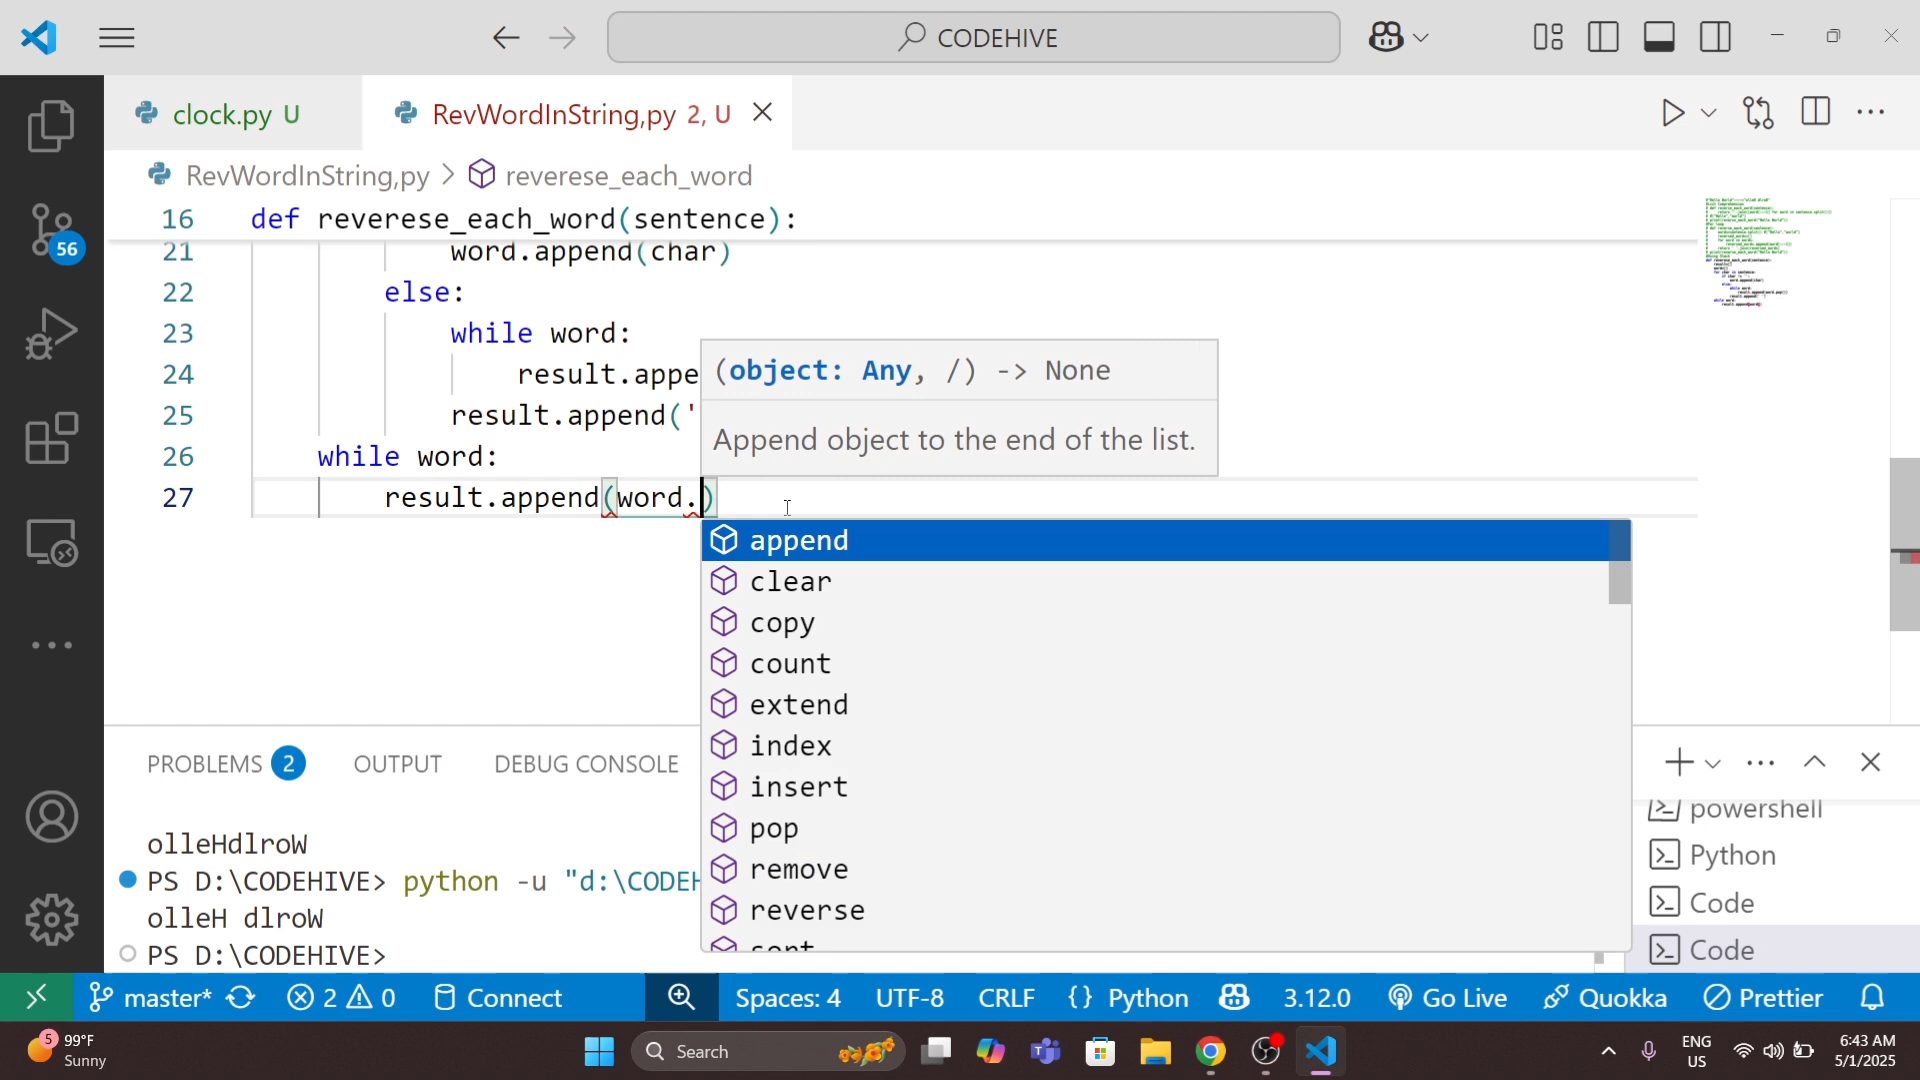 CODEHIVE
clock.py U
RevWordInString,py 2, U
RevWordInString,py > reverese_each_word
16 def reverese_each_word(sentence):
21 word.append(char)
22 else:
23 while word:
24 result.appe
25 result.append('
26 while word:
27 result.append(word.)
(object: Any, /) -> None
Append object to the end of the list.
append
clear
copy
count
extend
index
insert
pop
remove
reverse
sort
56
PROBLEMS 2 OUTPUT DEBUG CONSOLE
olleHdlroW
PS D:\CODEHIVE> python -u "d:\CODEH
olleH dlroW
PS D:\CODEHIVE>
powershell
Python
Code
Code
master* 2 0 Connect Spaces: 4 UTF-8 CRLF {} Python 3.12.0 Go Live Quokka Prettier
5 99°F
Sunny
Search
ENG
US
6:43 AM
5/1/2025